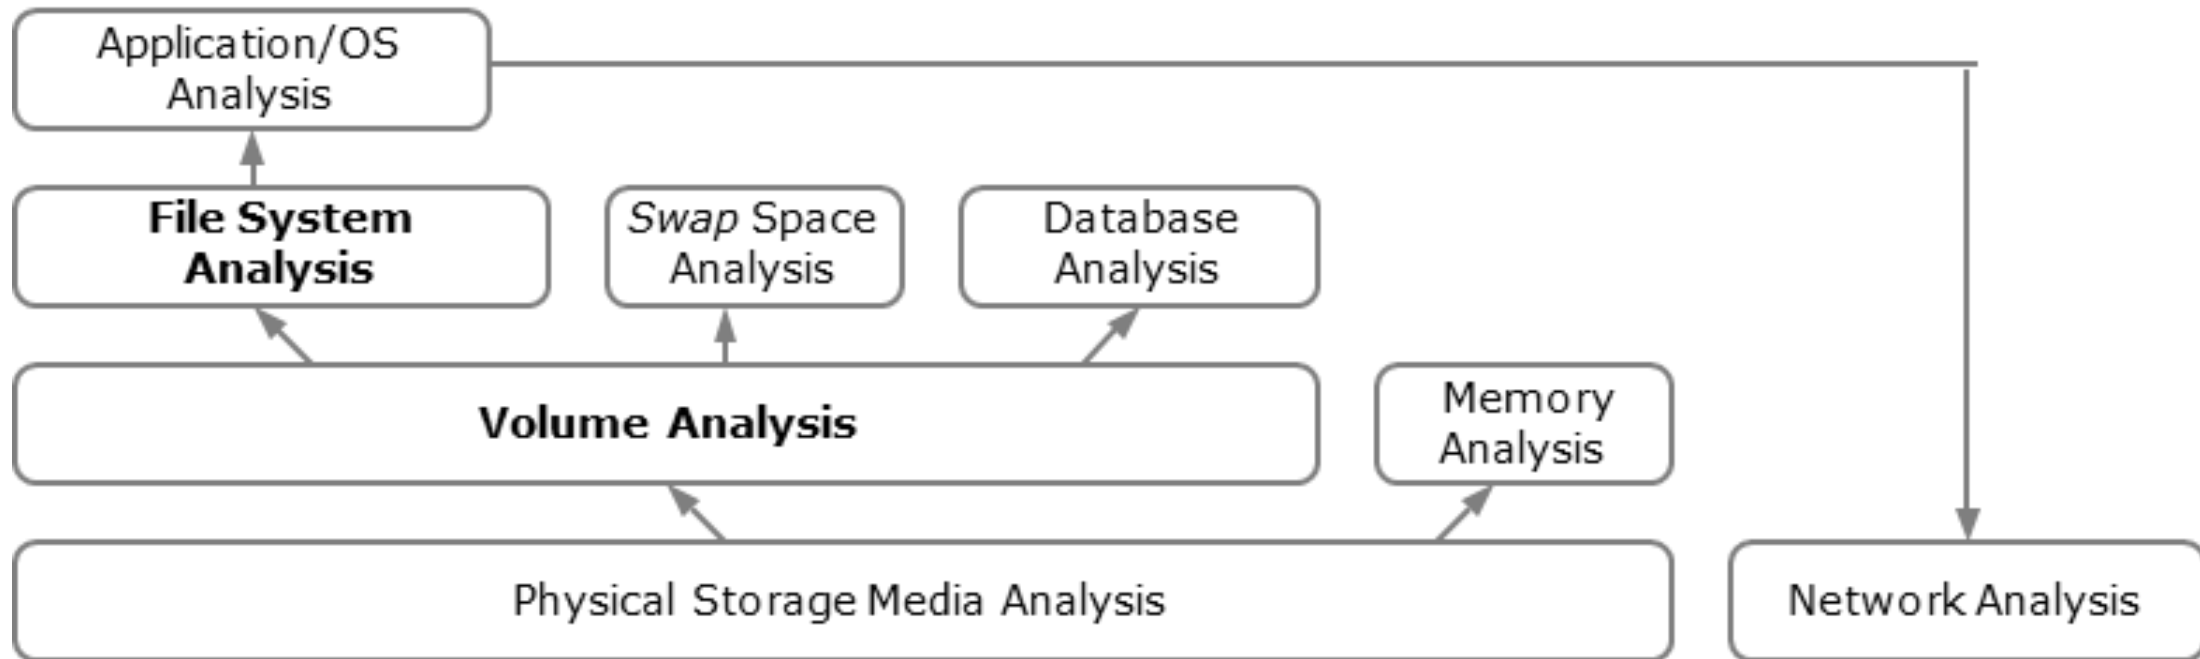 Application/OS
Analysis
File System
Analysis
Swap Space
Analysis
Database
Analysis
Volume Analysis
Memory
Analysis
Physical Storage Media Analysis
Network Analysis